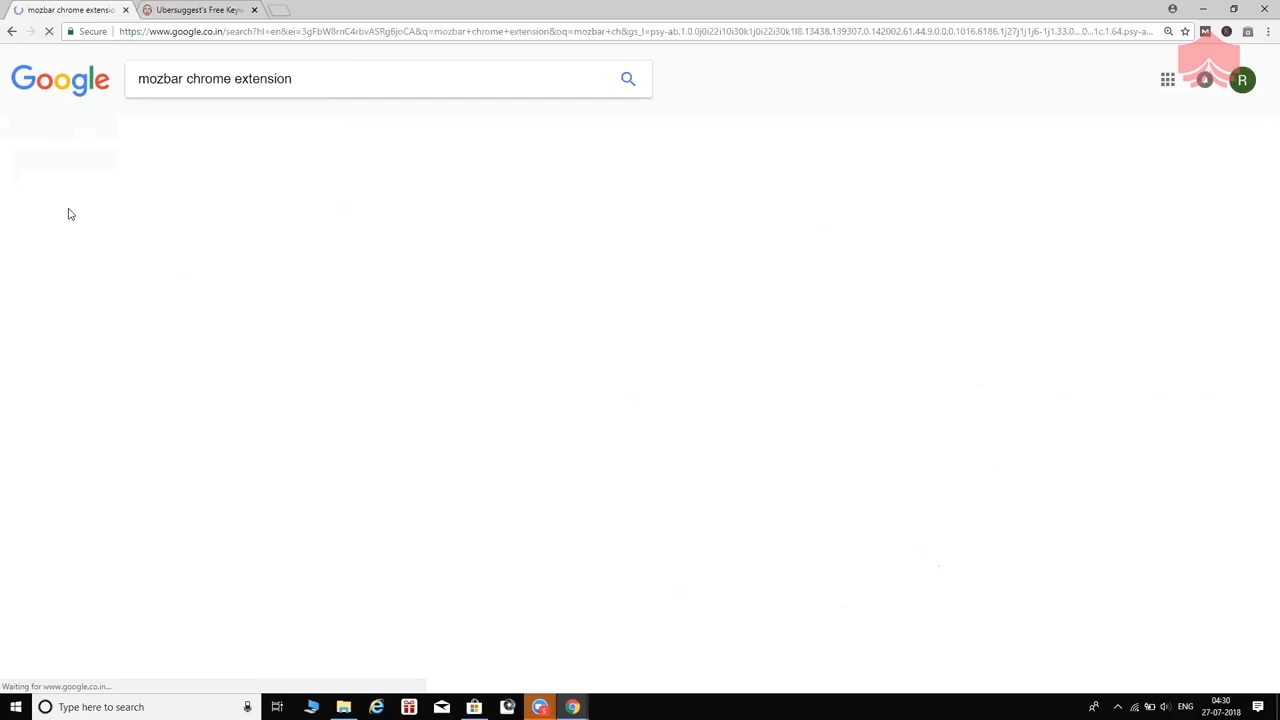 mozbar chrome extensio
Ubersuggest's Free Keyw
Secure
https://www.google.co.in/search?hl=en&ei=3gFbW8rnC4rbvASRg6joCA&q=mozbar+chrome+extension&oq=mozbar+ch&gs_l=psy-ab.1.0.0j0i22i10i30k1j0i22i30k1l8.13438.139307.0.142002.61.44.9.0.0.0.1016.6186.1j27j1j1j6-1j1.33.0....0...1c.1.64.psy-a...
Google
mozbar chrome extension
R
Waiting for www.google.co.in...
Type here to search
ENG
04:30
27-07-2018